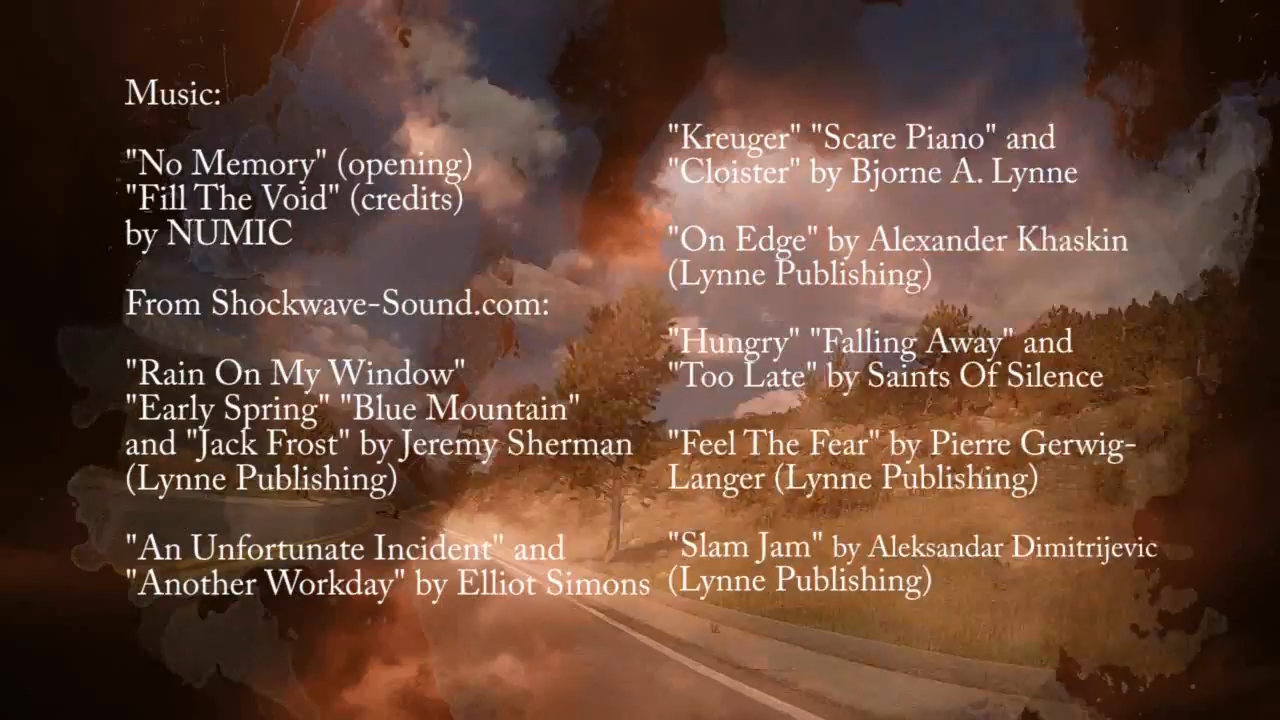 Music:
"No Memory" (opening)
"Fill The Void" (credits)
by NUMIC
From Shockwave-Sound.com:
"Rain On My Window"
"Early Spring" "Blue Mountain"
and "Jack Frost" by Jeremy Sherman
(Lynne Publishing)
"An Unfortunate Incident" and
"Another Workday" by Elliot Simons
"Kreuger" "Scare Piano" and
"Cloister" by Bjorne A. Lynne
"On Edge" by Alexander Khaskin
(Lynne Publishing)
"Hungry" "Falling Away" and
"Too Late" by Saints Of Silence
"Feel The Fear" by Pierre Gerwig-
Langer (Lynne Publishing)
"Slam Jam" by Aleksandar Dimitrijevic
(Lynne Publishing)